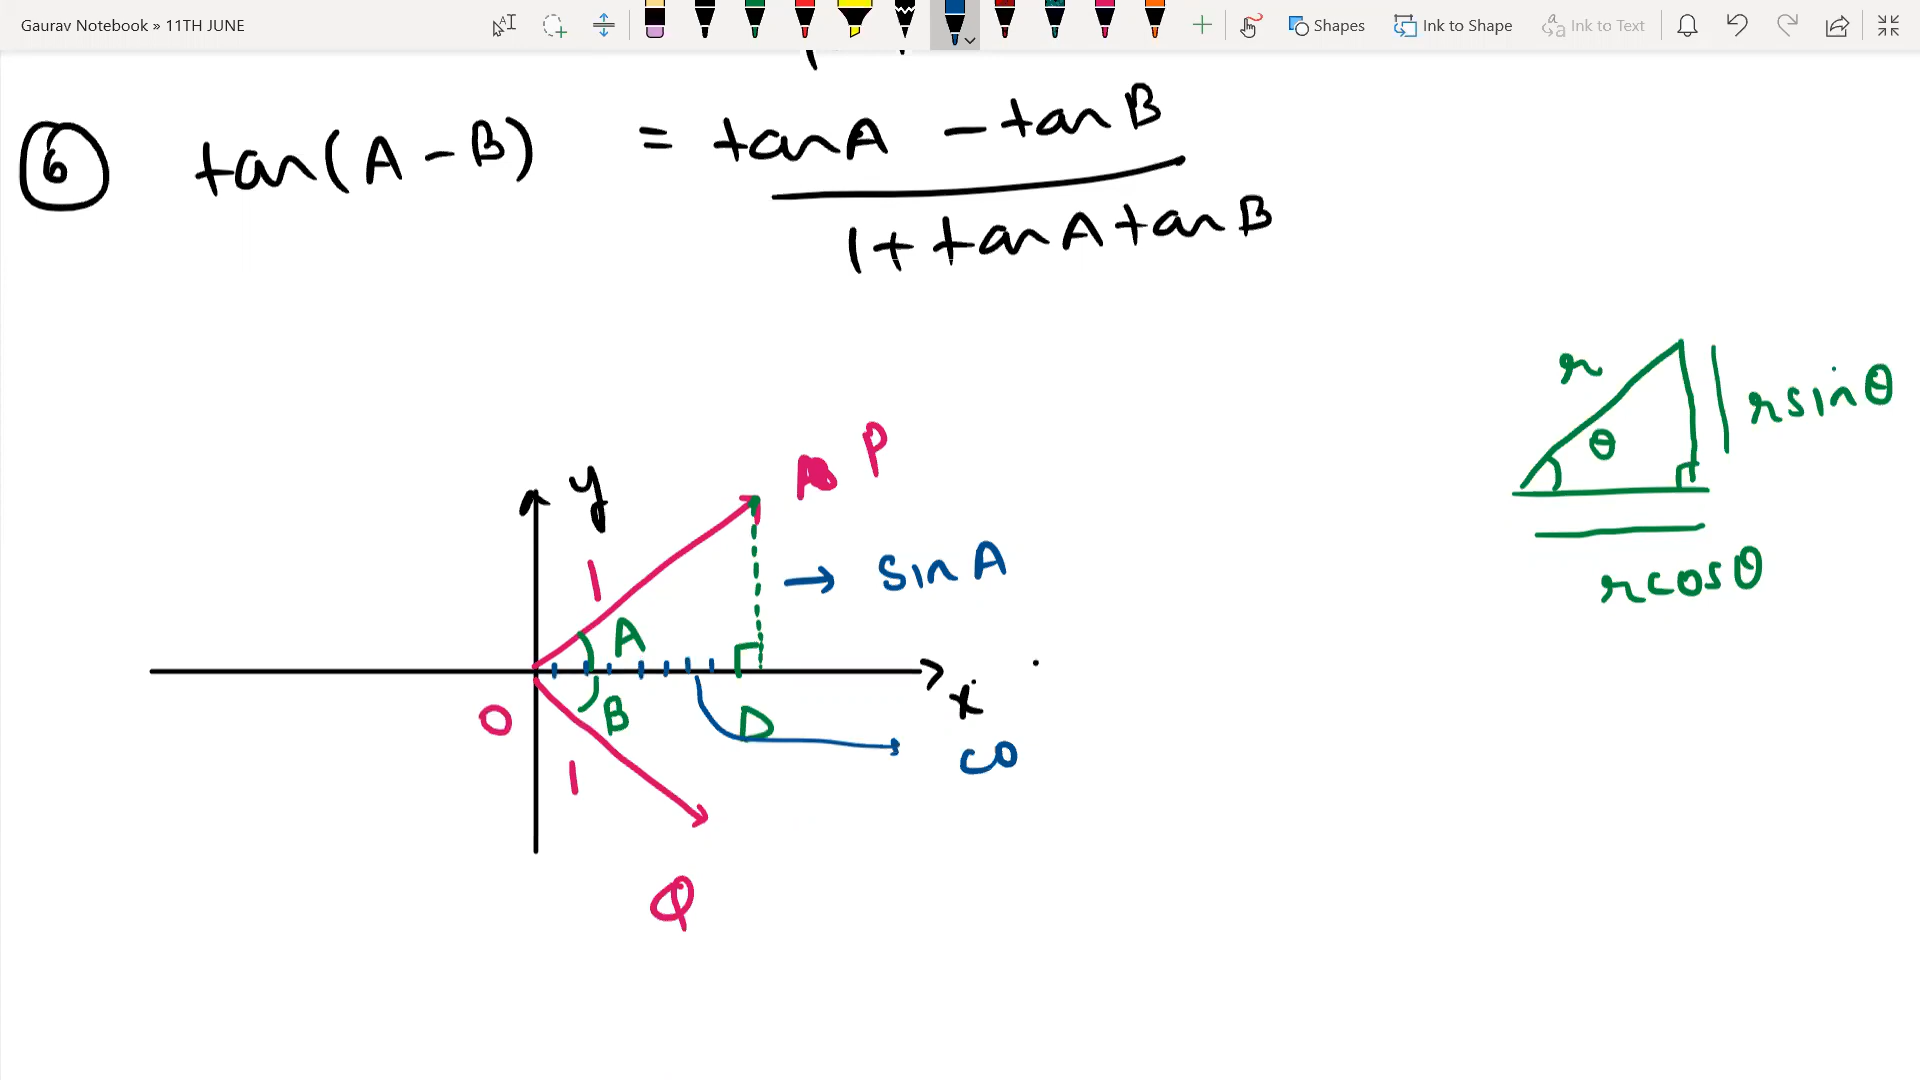 Gaurav Notebook » 11TH JUNE
Shapes
Ink to Shape
Ink to Text
6 tan(A - B) = tanA - tanB
1 + tanA tanB
r
θ
r sinθ
r cosθ
P
y
1
→ sin A
A
x
O
B
D
co
1
Q